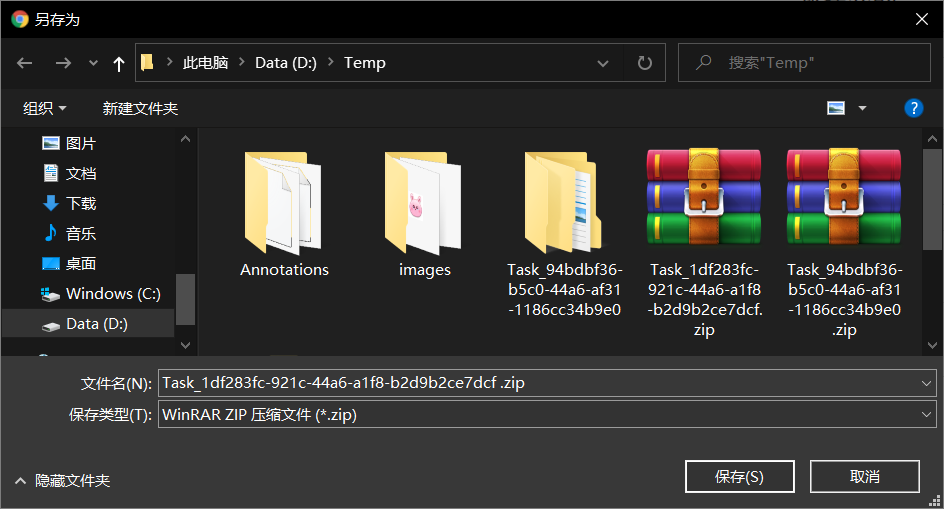 另存为
此电脑
Data (D:)
Temp
搜索"Temp"
组织
新建文件夹
?
图片
文档
下载
音乐
桌面
Windows (C:)
Data (D:)
Annotations
images
Task_94bdbf36-
b5c0-44a6-af31
-1186cc34b9e0
Task_1df283fc-
921c-44a6-a1f8
-b2d9b2ce7dcf.
zip
Task_94bdbf36-
b5c0-44a6-af31
-1186cc34b9e0
.zip
文件名(N):
Task_1df283fc-921c-44a6-a1f8-b2d9b2ce7dcf .zip
保存类型(T):
WinRAR ZIP 压缩文件 (*.zip)
隐藏文件夹
保存(S)
取消